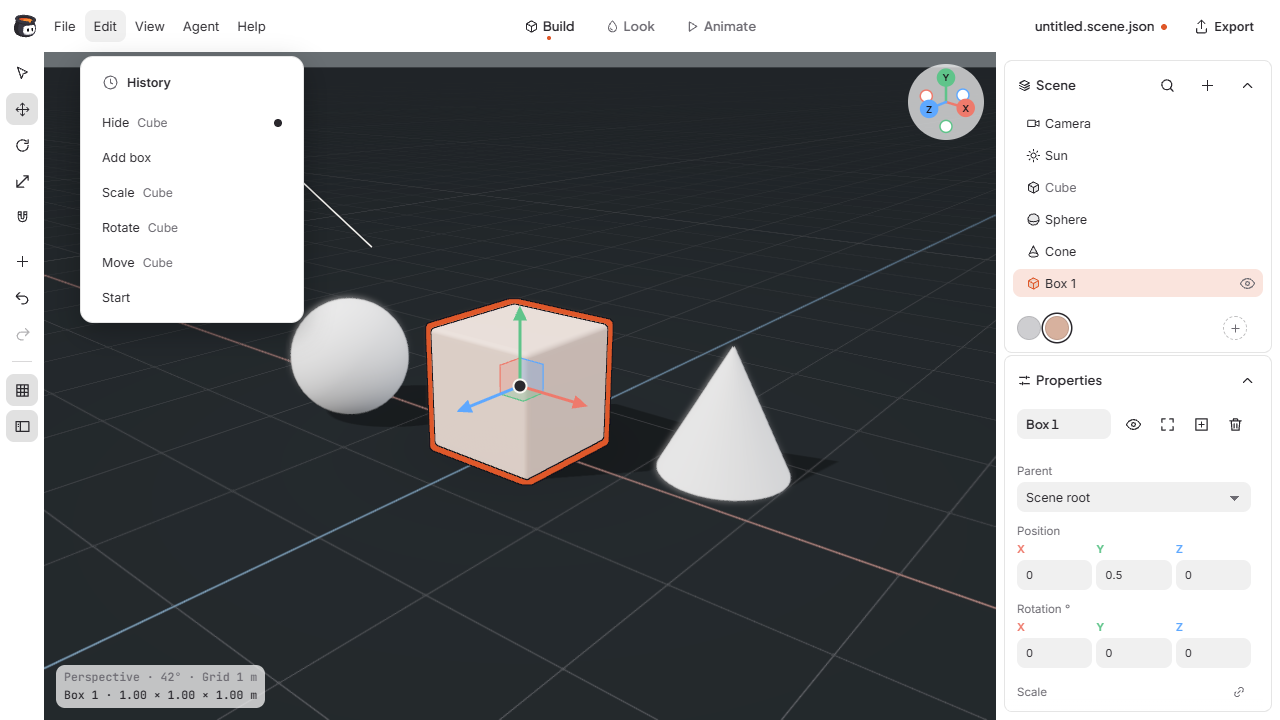 File Edit View Agent Help
Build Look Animate
untitled.scene.json Export
History
Hide Cube
Add box
Scale Cube
Rotate Cube
Move Cube
Start
Y
Z X
Perspective · 42° · Grid 1 m
Box 1 · 1.00 × 1.00 × 1.00 m
Scene
Camera
Sun
Cube
Sphere
Cone
Box 1
Properties
Box 1
Parent
Scene root
Position
X Y Z
0 0.5 0
Rotation °
X Y Z
0 0 0
Scale